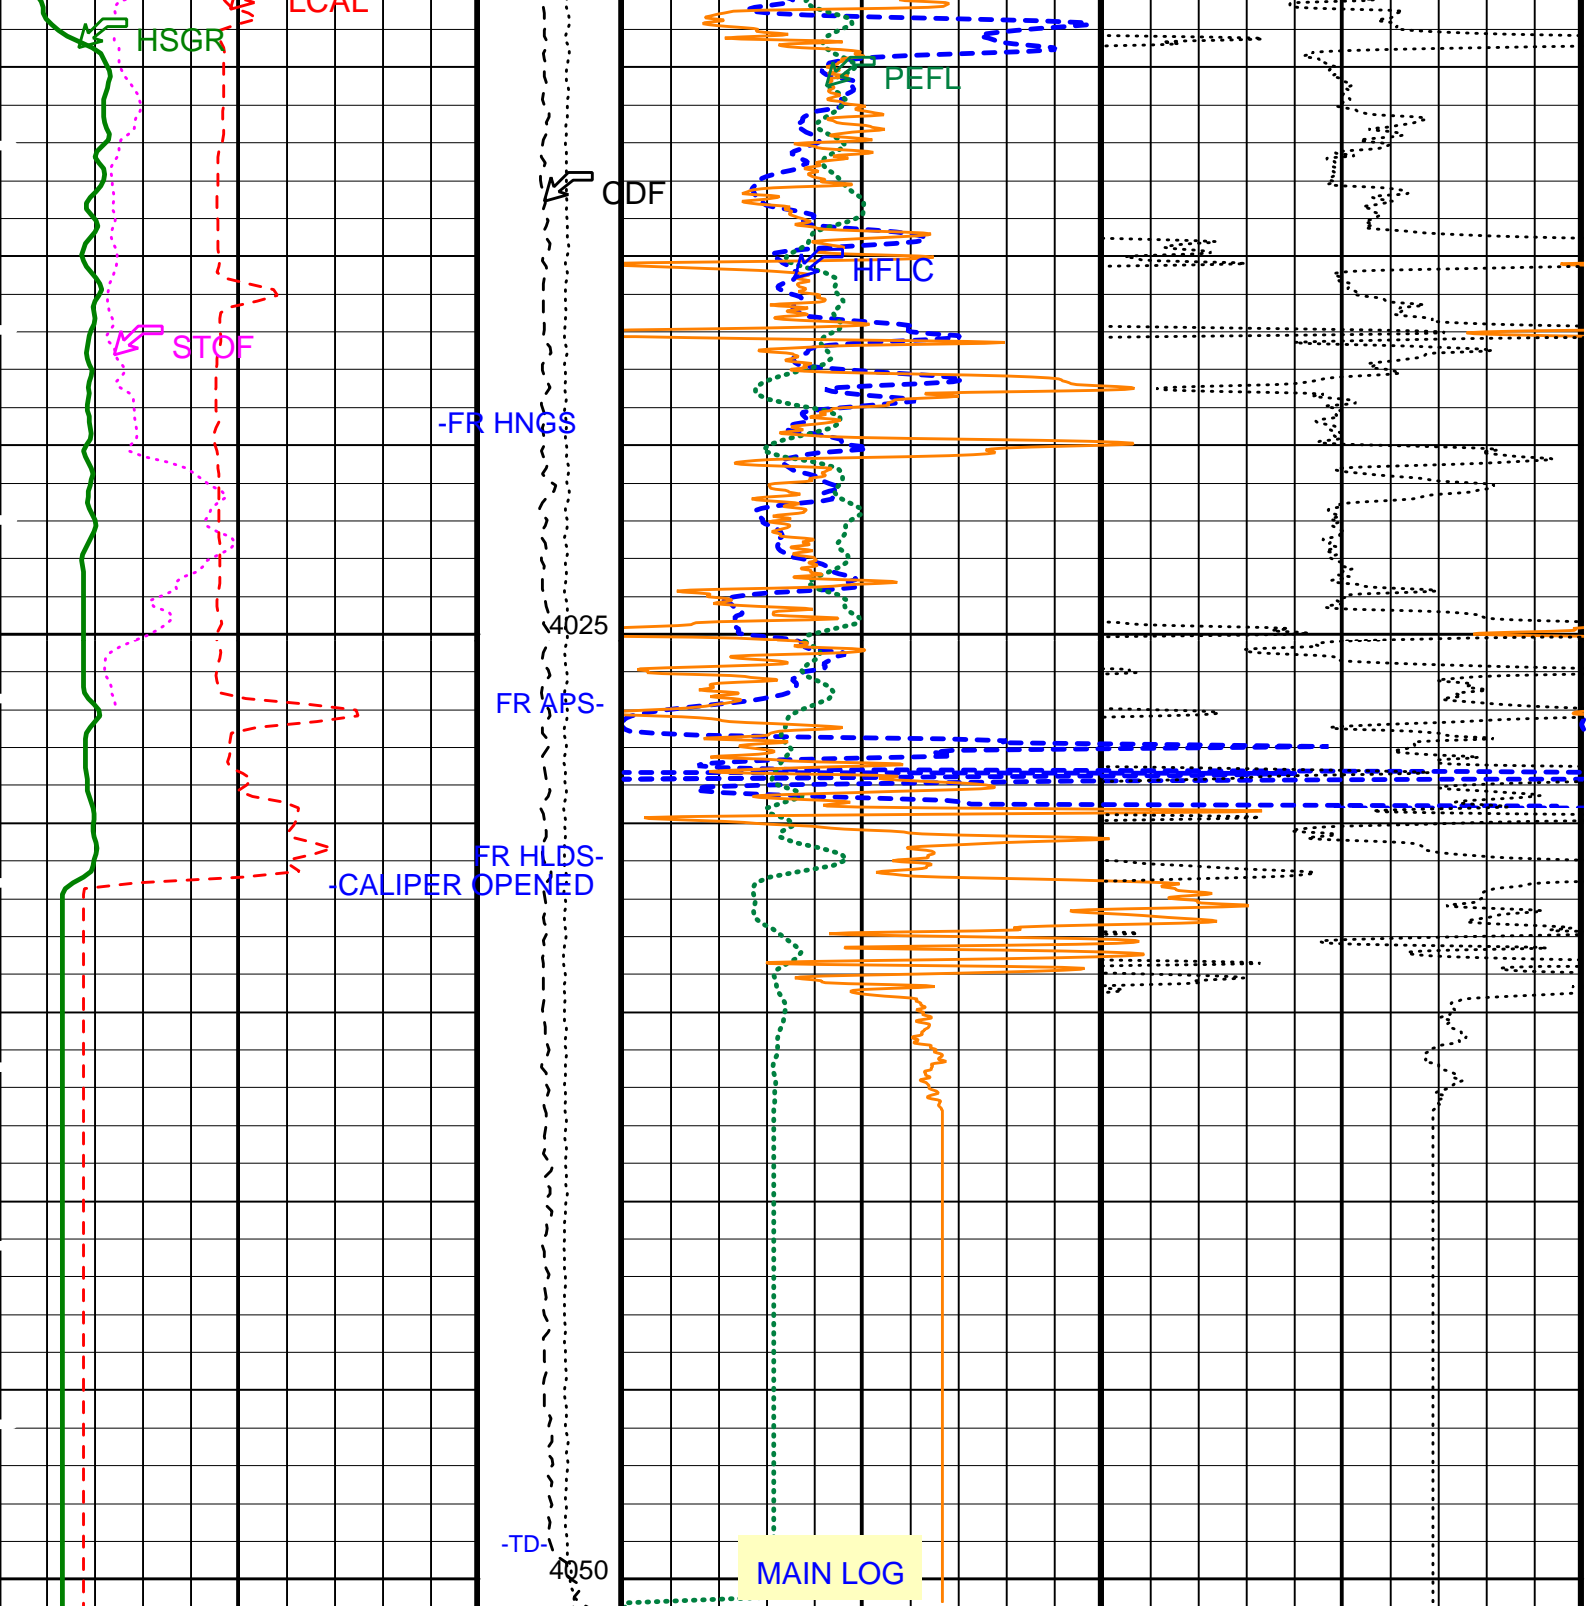 LCAL
HSGR
PEFL
CDF
HFLC
STOF
-FR HNGS
4025
FR APS-
FR HLDS-
-CALIPER OPENED
-TD-
4050
MAIN LOG